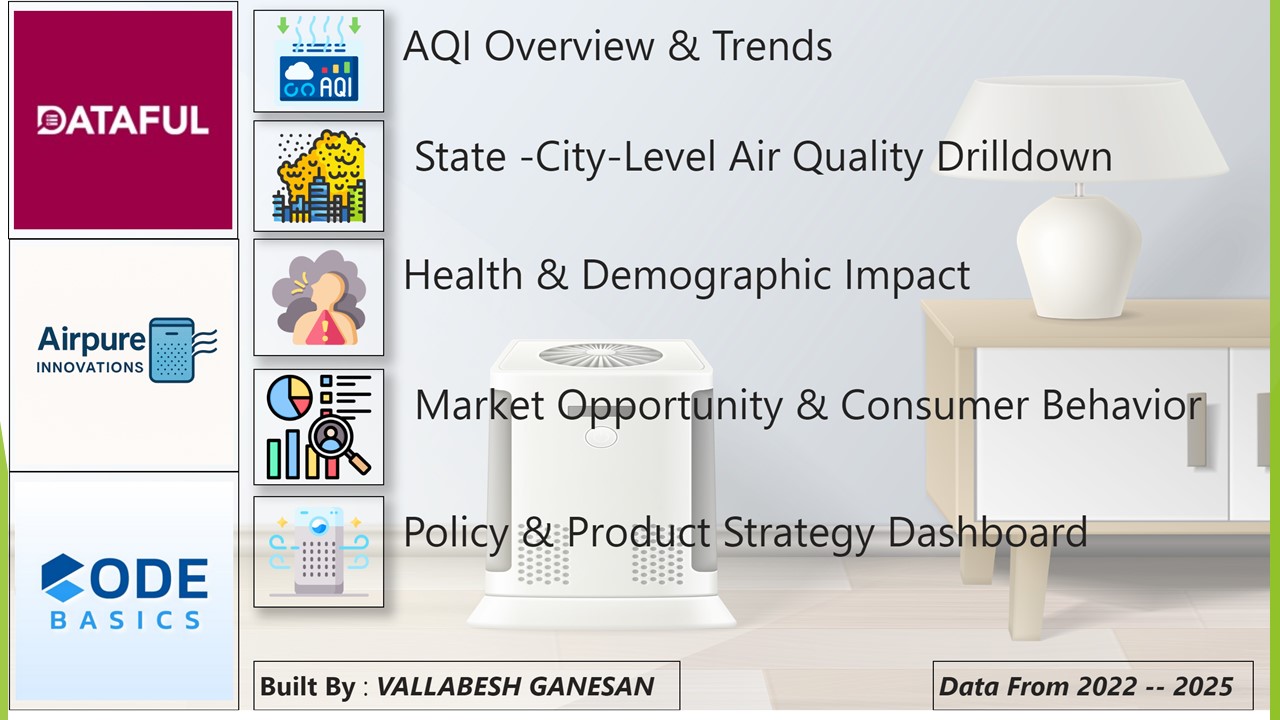 DATAFUL
Airpure
INNOVATIONS
CODE
BASICS
AQI
AQI Overview & Trends
State -City-Level Air Quality Drilldown
Health & Demographic Impact
Market Opportunity & Consumer Behavior
Policy & Product Strategy Dashboard
Built By : VALLABESH GANESAN
Data From 2022 -- 2025